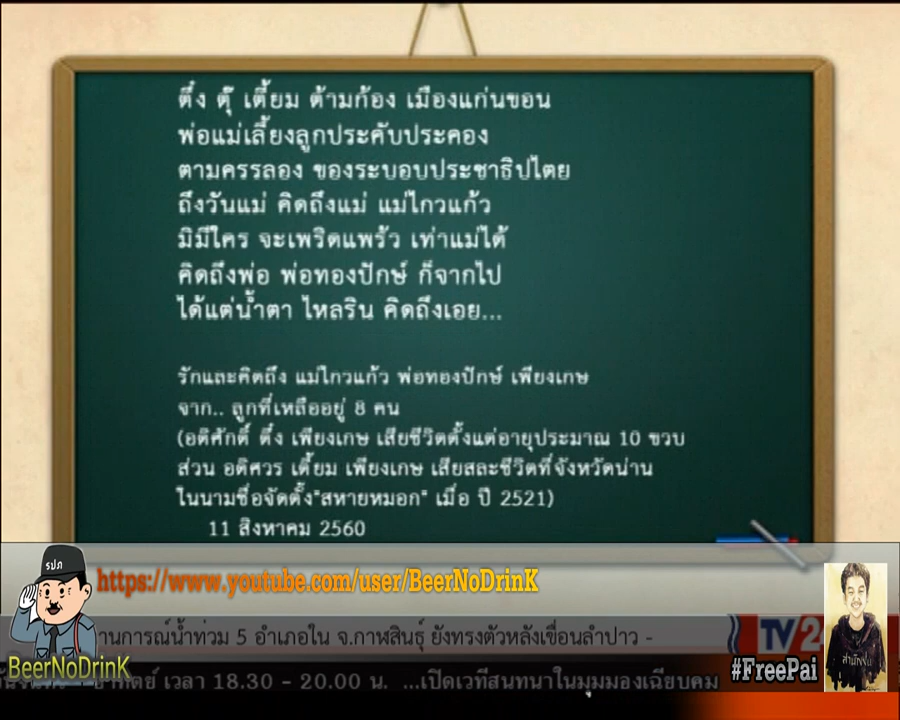 ตึ๋ง ตุ๊ เตี้ยม ต้ามก้อง เมืองแก่นขอน
พ่อแม่เลี้ยงลูกประคับประคอง
ตามครรลอง ของระบอบประชาธิปไตย
ถึงวันแม่ คิดถึงแม่ แม่ไกวแก้ว
มิมีใคร จะเพริดแพร้ว เท่าแม่ได้
คิดถึงพ่อ พ่อทองปักษ์ ก็จากไป
ได้แต่น้ำตา ไหลริน คิดถึงเอย...
รักและคิดถึง แม่ไกวแก้ว พ่อทองปักษ์ เพียงเกษ
จาก.. ลูกที่เหลืออยู่ 8 คน
(อดิศักดิ์ ตึ๋ง เพียงเกษ เสียชีวิตตั้งแต่อายุประมาณ 10 ขวบ
ส่วน อดิศวร เตี้ยม เพียงเกษ เสียสละชีวิตที่จังหวัดน่าน
ในนามชื่อจัดตั้ง"สหายหมอก" เมื่อ ปี 2521)
11 สิงหาคม 2560
รปภ
https://www.youtube.com/user/BeerNoDrinK
านการณ์น้ำท่วม 5 อำเภอใน จ.กาฬสินธุ์ ยังทรงตัวหลังเขื่อนลำปาว -
TV2
BeerNoDrinK
#FreePai
เวลา 18.30 - 20.00 น. ...เปิดเวทีสนทนาในมุมมองเฉียบคม